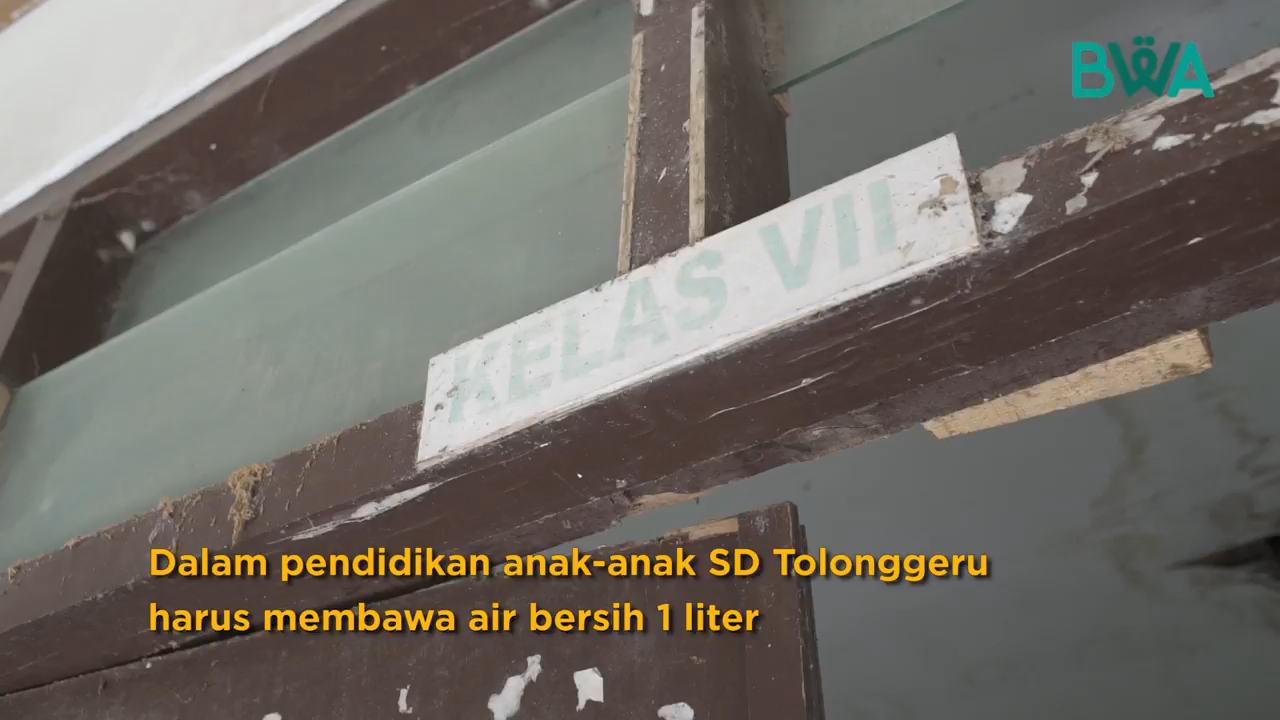 BWA
KELAS VII
Dalam pendidikan anak-anak SD Tolonggeru
harus membawa air bersih 1 liter